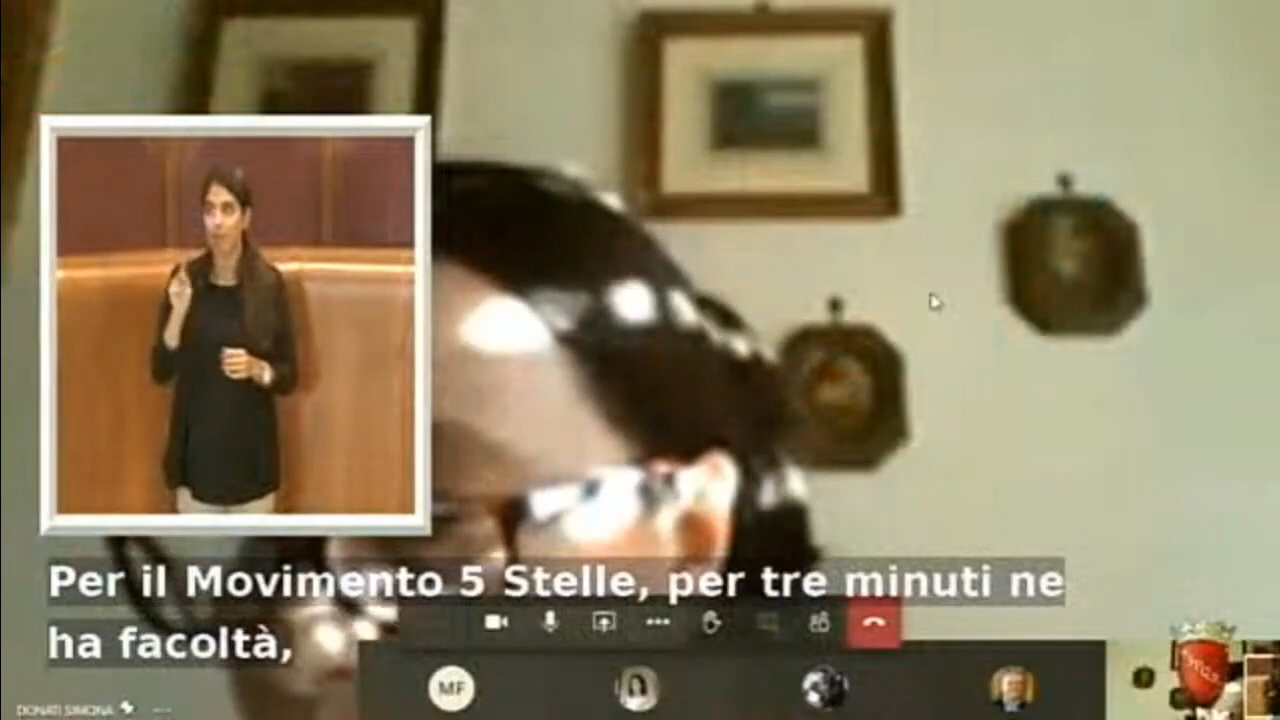 Per il Movimento 5 Stelle, per tre minuti ne
ha facoltà,
MF
DONATI SIMONA